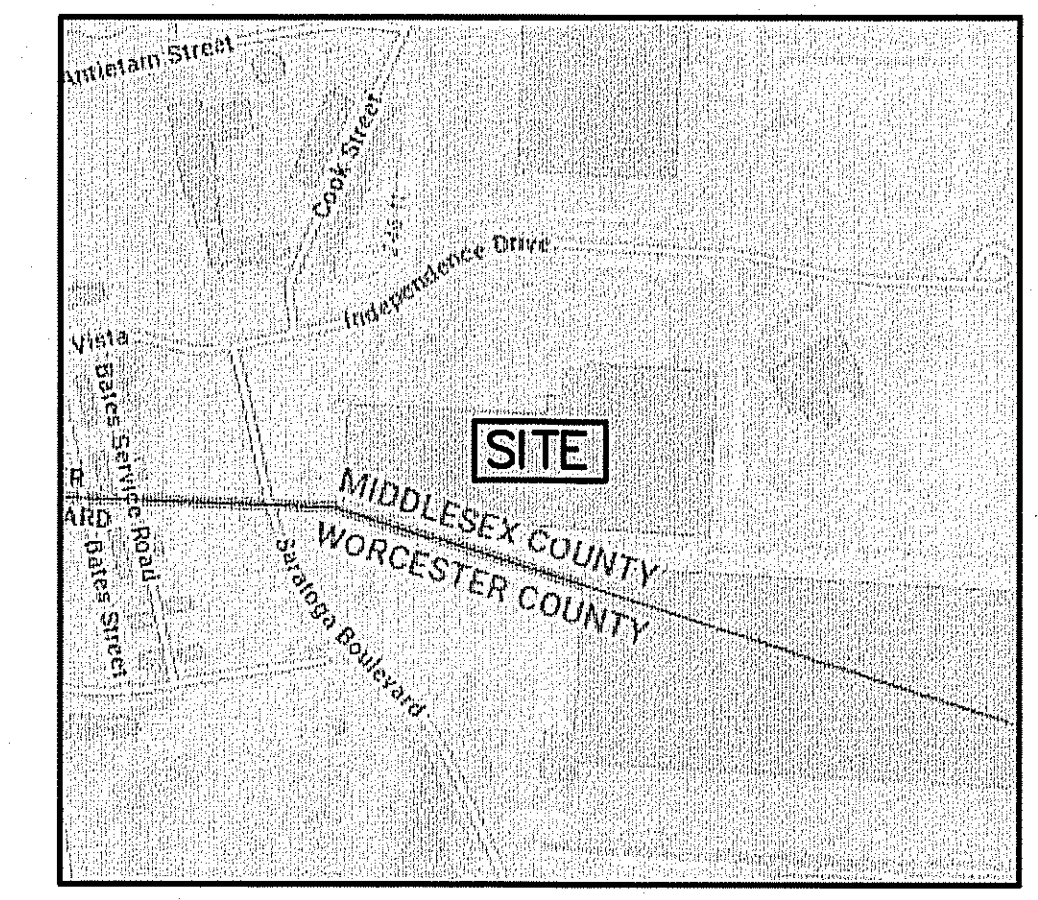 Antietam Street
Cook Street
Independence Drive
Vista
Bates Service Road
SITE
R
ARD
MIDDLESEX COUNTY
WORCESTER COUNTY
Bates Street
Saratoga Boulevard